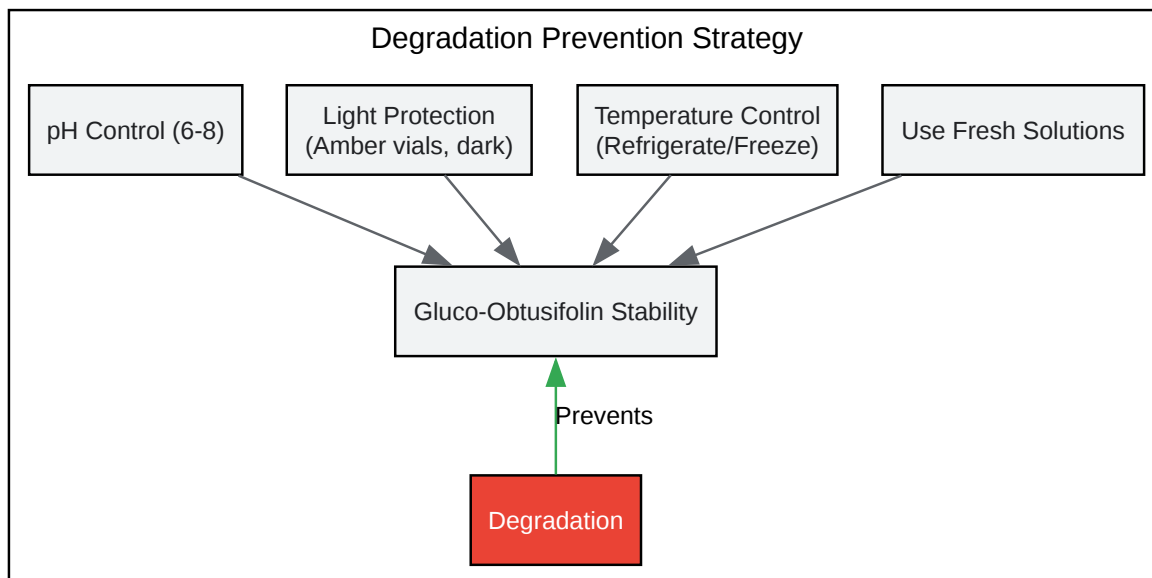 Degradation Prevention Strategy
pH Control (6-8)
Light Protection
(Amber vials, dark)
Temperature Control
(Refrigerate/Freeze)
Use Fresh Solutions
Gluco-Obtusifolin Stability
Prevents
Degradation